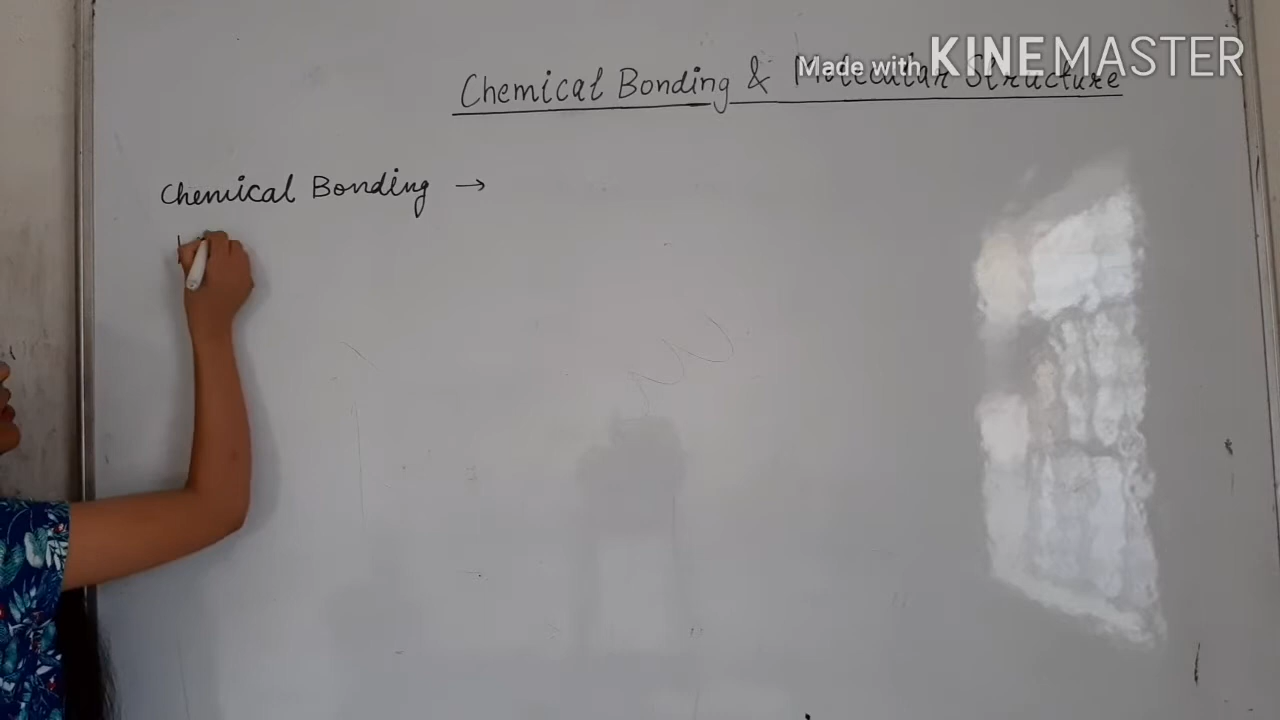 Made with KINEMASTER
Chemical Bonding & Molecular Structure
Chemical Bonding →